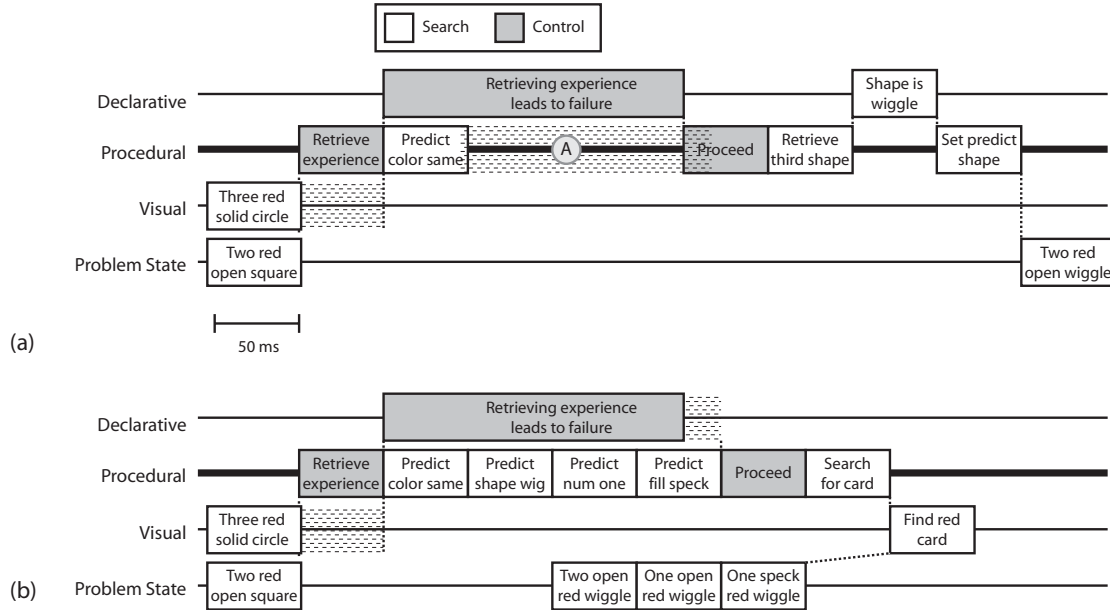 Search
Control
Declarative
Retrieving experience
leads to failure
Shape is
wiggle
Procedural
Retrieve
experience
Predict
color same
A
Proceed
Retrieve
third shape
Set predict
shape
Visual
Three red
solid circle
Problem State
Two red
open square
Two red
open wiggle
(a)
50 ms
Declarative
Retrieving experience
leads to failure
Procedural
Retrieve
experience
Predict
color same
Predict
shape wig
Predict
num one
Predict
fill speck
Proceed
Search
for card
Visual
Three red
solid circle
Find red
card
(b)
Problem State
Two red
open square
Two open
red wiggle
One open
red wiggle
One speck
red wiggle